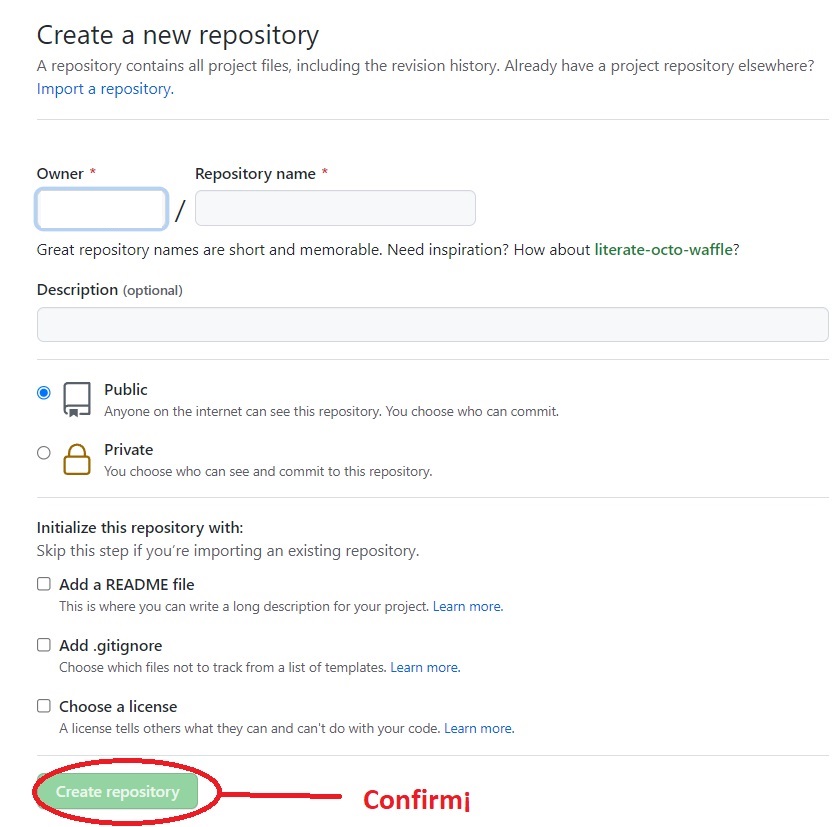 Create a new repository
A repository contains all project files, including the revision history. Already have a project repository elsewhere?
Import a repository.
Owner *
Repository name *
/
Great repository names are short and memorable. Need inspiration? How about literate-octo-waffle?
Description (optional)
Public
Anyone on the internet can see this repository. You choose who can commit.
Private
You choose who can see and commit to this repository.
Initialize this repository with:
Skip this step if you’re importing an existing repository.
Add a README file
This is where you can write a long description for your project. Learn more.
Add .gitignore
Choose which files not to track from a list of templates. Learn more.
Choose a license
A license tells others what they can and can't do with your code. Learn more.
Create repository
Confirm¡